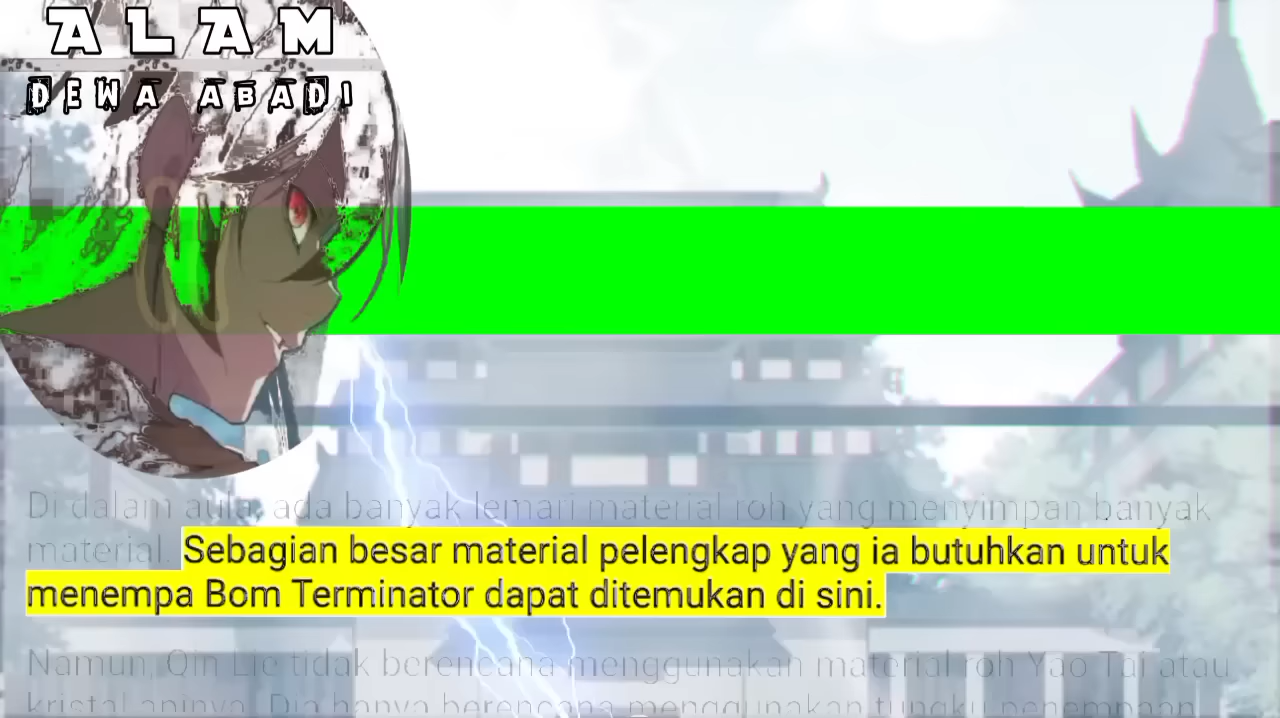 ALAM
DEWA ABADI
Di dalam aula, ada banyak lemari material roh yang menyimpan banyak
material. Sebagian besar material pelengkap yang ia butuhkan untuk
menempa Bom Terminator dapat ditemukan di sini.
Namun, Qin Lie tidak berencana menggunakan material roh Yao Tai atau
kristal apinya. Dia hanya berencana menggunakan tungku penempaan